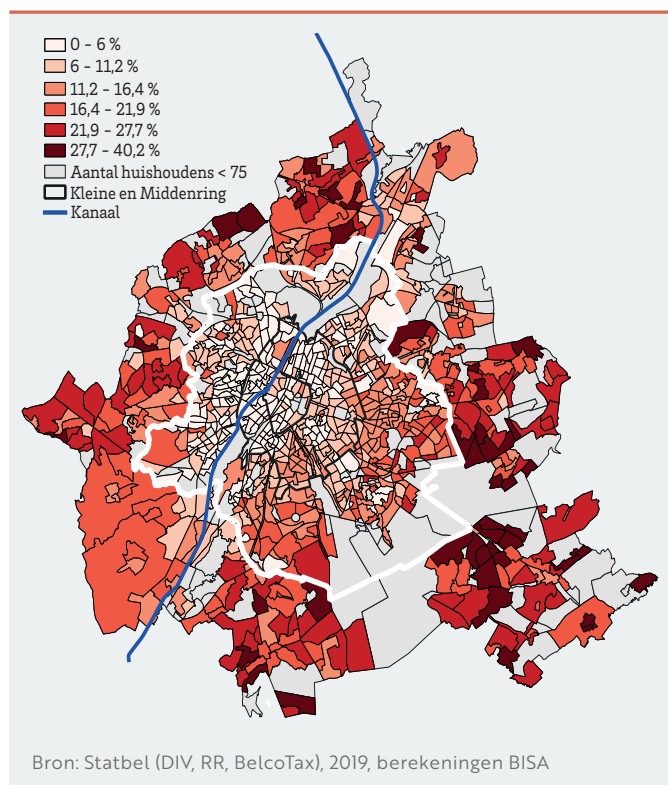 0 - 6 %
6 - 11,2 %
11,2 - 16,4 %
16,4 - 21,9 %
21,9 - 27,7 %
27,7 - 40,2 %
Aantal huishoudens < 75
Kleine en Middenring
Kanaal
Bron: Statbel (DIV, RR, BelcoTax), 2019, berekeningen BISA